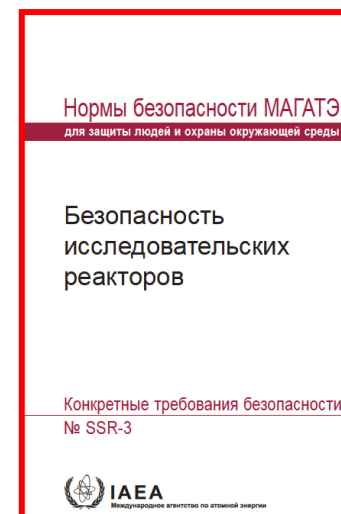 Нормы безопасности МАГАТЭ
для защиты людей и охраны окружающей среды
Безопасность
исследовательских
реакторов
Конкретные требования безопасности
№ SSR-3
IAEA
Международное агентство по атомной энергии